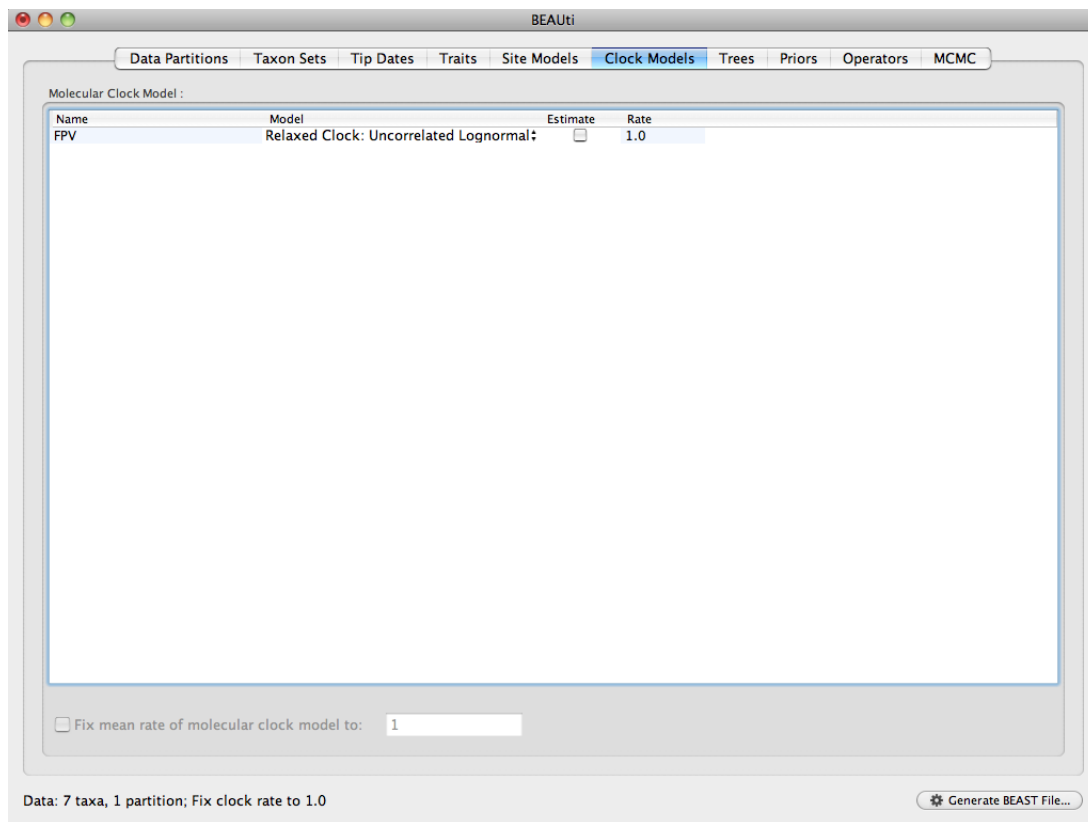 BEAUti
Data Partitions Taxon Sets Tip Dates Traits Site Models Clock Models Trees Priors Operators MCMC
Molecular Clock Model :
Name Model Estimate Rate
FPV Relaxed Clock: Uncorrelated Lognormal 1.0
Fix mean rate of molecular clock model to: 1
Data: 7 taxa, 1 partition; Fix clock rate to 1.0 Generate BEAST File...